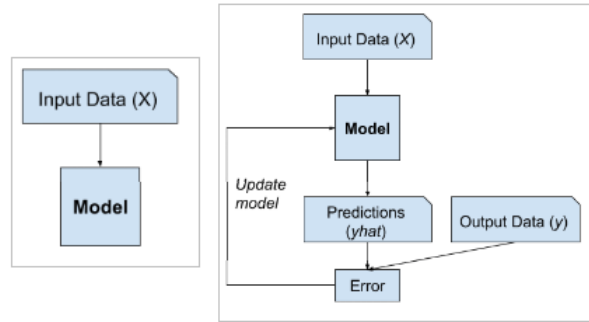 Input Data (X)
Model
Input Data (X)
Model
Update
model
Predictions
(yhat)
Output Data (y)
Error